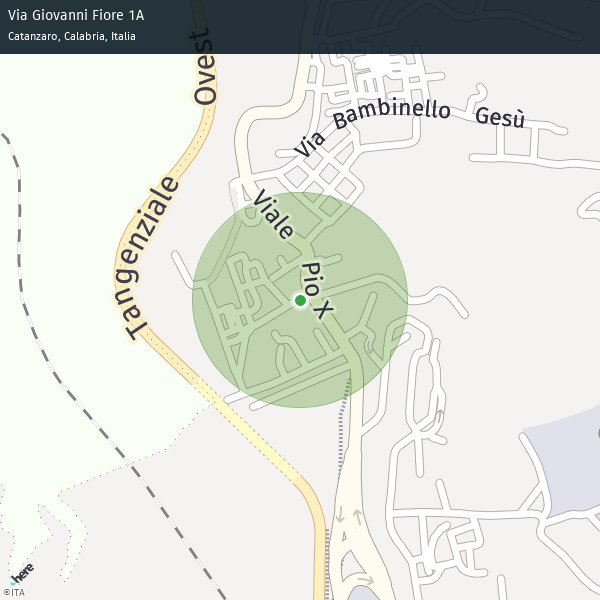 Via Giovanni Fiore 1A
Catanzaro, Calabria, Italia
Ovest
Via Bambinello Gesù
Tangenziale
Viale
Pio X
here
©ITA